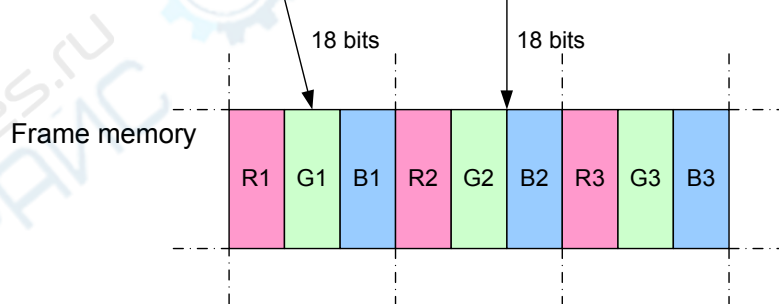 18 bits 18 bits
Frame memory
R1 G1 B1 R2 G2 B2 R3 G3 B3